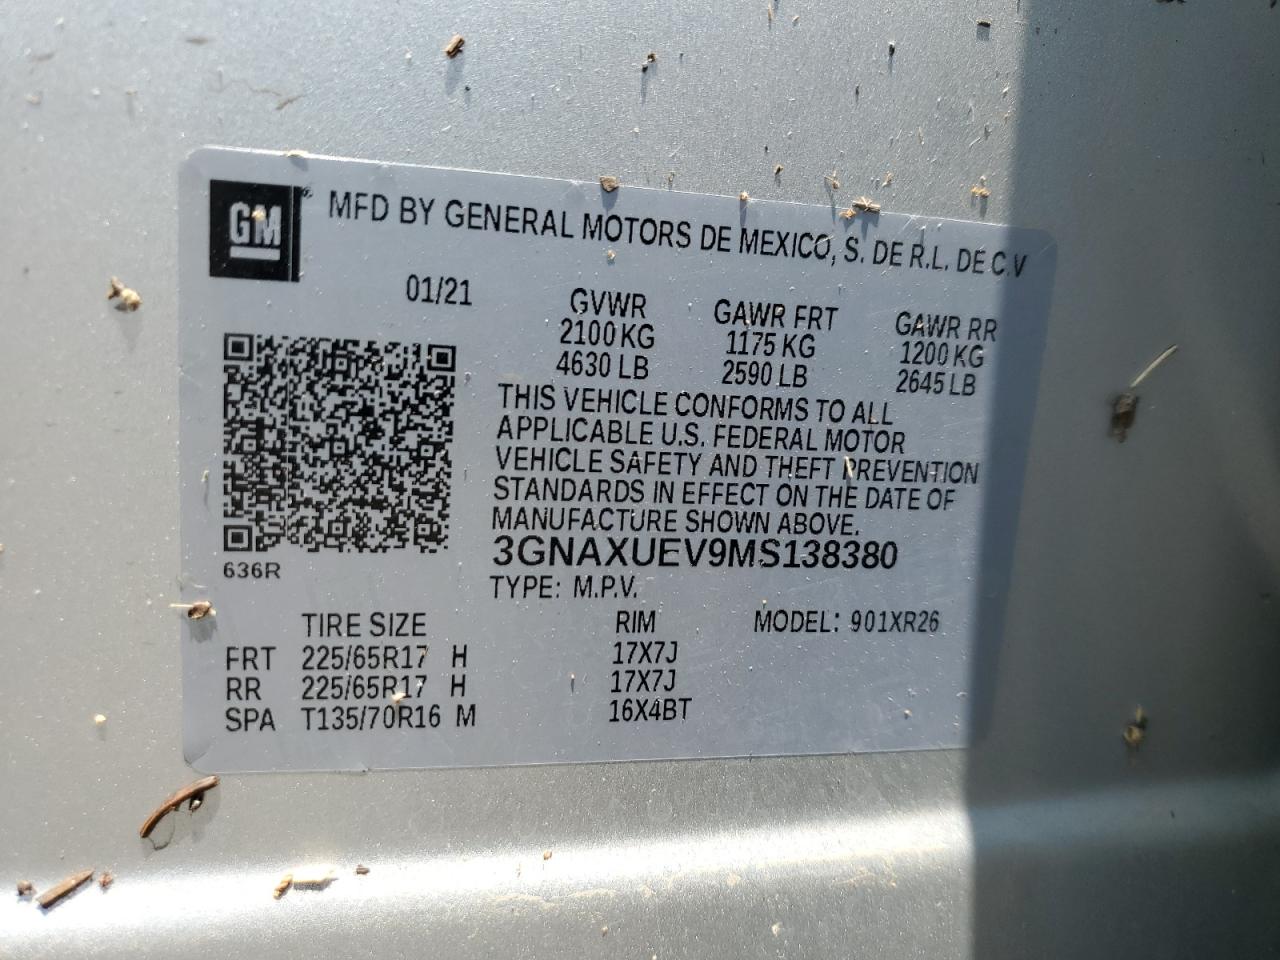 GM ® MFD BY GENERAL MOTORS DE MEXICO, S. DE R.L. DE C.V
01/21
GVWR GAWR FRT GAWR RR
2100 KG 1175 KG 1200 KG
4630 LB 2590 LB 2645 LB
THIS VEHICLE CONFORMS TO ALL
APPLICABLE U.S. FEDERAL MOTOR
VEHICLE SAFETY AND THEFT PREVENTION
STANDARDS IN EFFECT ON THE DATE OF
MANUFACTURE SHOWN ABOVE.
3GNAXUEV9MS138380
636R
TYPE: M.P.V.
TIRE SIZE RIM MODEL: 901XR26
FRT 225/65R17 H 17X7J
RR 225/65R17 H 17X7J
SPA T135/70R16 M 16X4BT